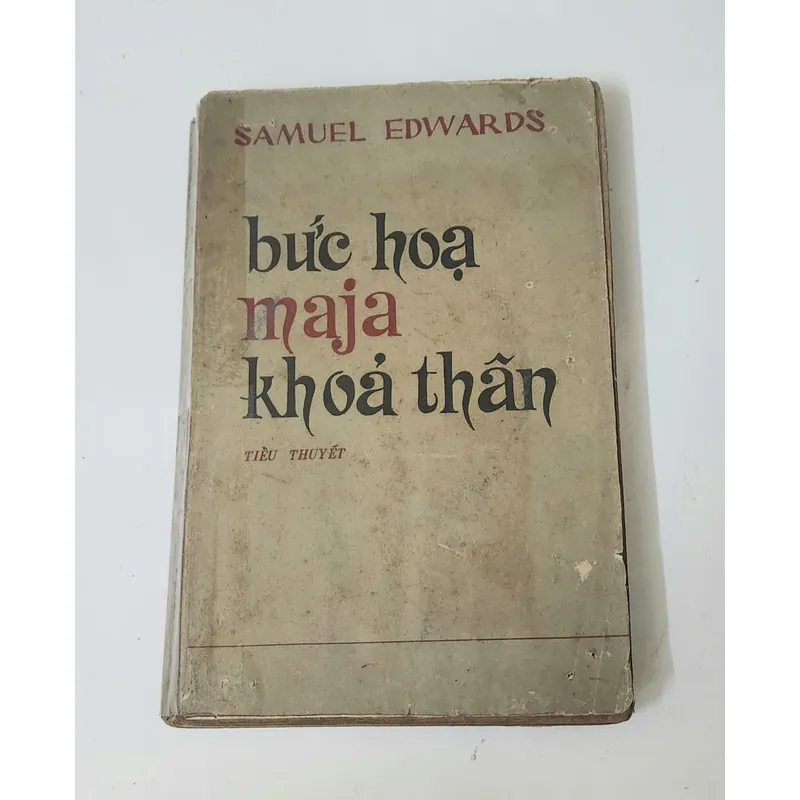 SAMUEL EDWARDS
bức hoạ
maja
khoả thân
TIỂU THUYẾT